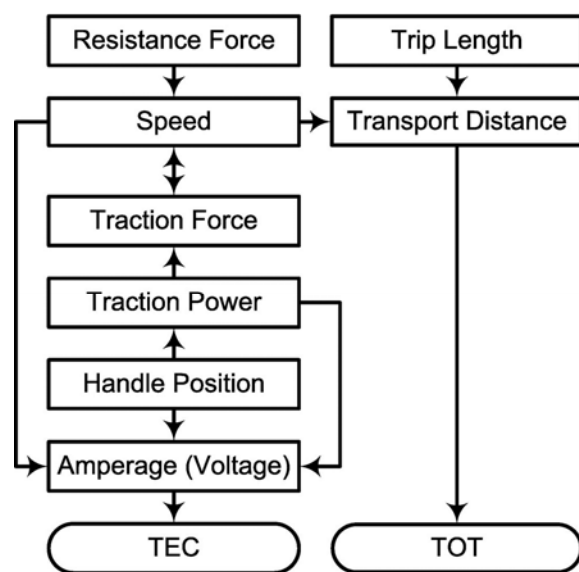 Resistance Force
Trip Length
Speed
Transport Distance
Traction Force
Traction Power
Handle Position
Amperage (Voltage)
TEC
TOT